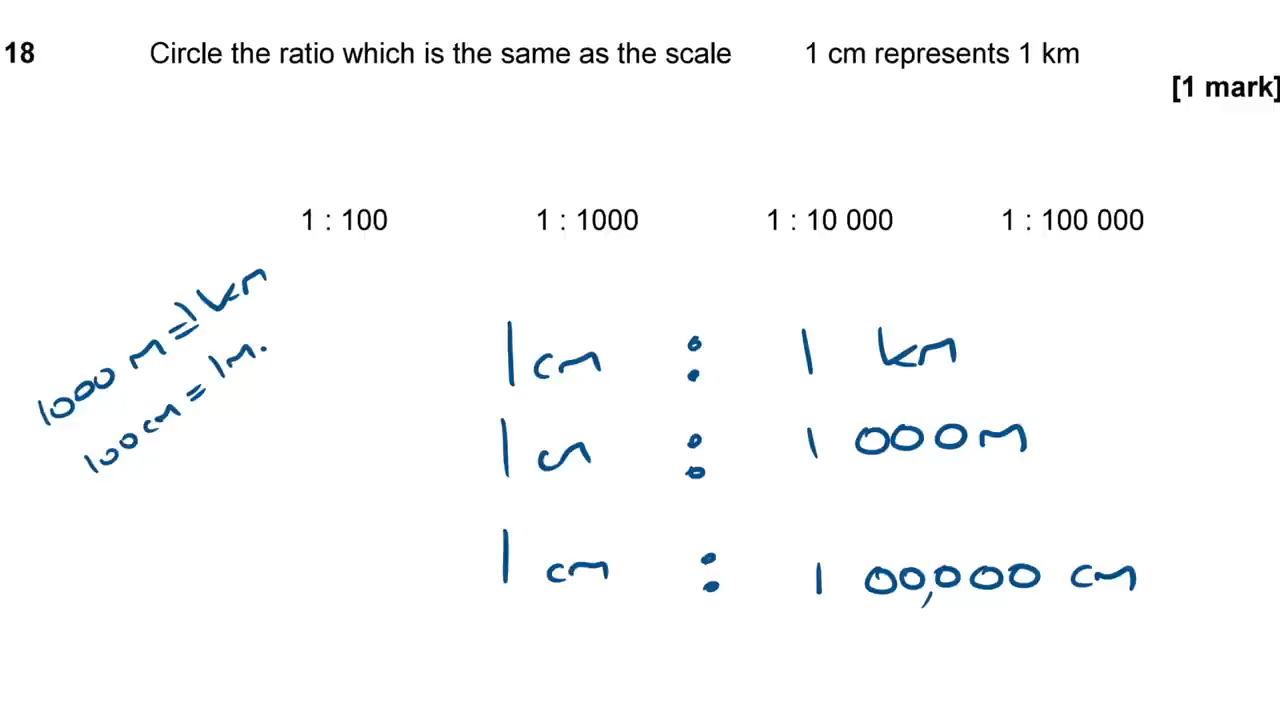 18 Circle the ratio which is the same as the scale 1 cm represents 1 km
[1 mark]
1 : 100 1 : 1000 1 : 10 000 1 : 100 000
1000 m = 1 km
100 cm = 1 m.
1 cm : 1 km
1 cm : 1 000 m
1 cm : 1 00,000 cm